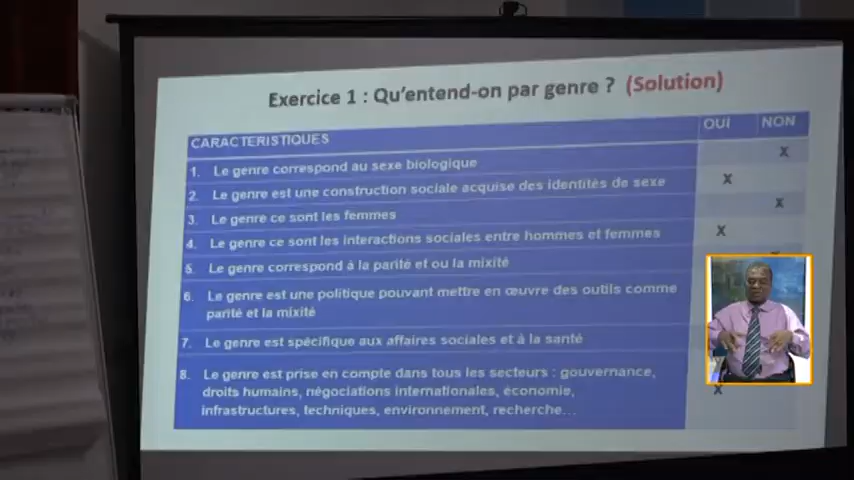 Exercice 1 : Qu'entend-on par genre ? (Solution)
CARACTERISTIQUES OUI NON
1. Le genre correspond au sexe biologique X
2. Le genre est une construction sociale acquise des identités de sexe X
3. Le genre ce sont les femmes X
4. Le genre ce sont les interactions sociales entre hommes et femmes X
5. Le genre correspond à la parité et ou la mixité
6. Le genre est une politique pouvant mettre en œuvre des outils comme
parité et la mixité
7. Le genre est spécifique aux affaires sociales et à la santé
8. Le genre est prise en compte dans tous les secteurs : gouvernance,
droits humains, négociations internationales, économie, X
infrastructures, techniques, environnement, recherche...